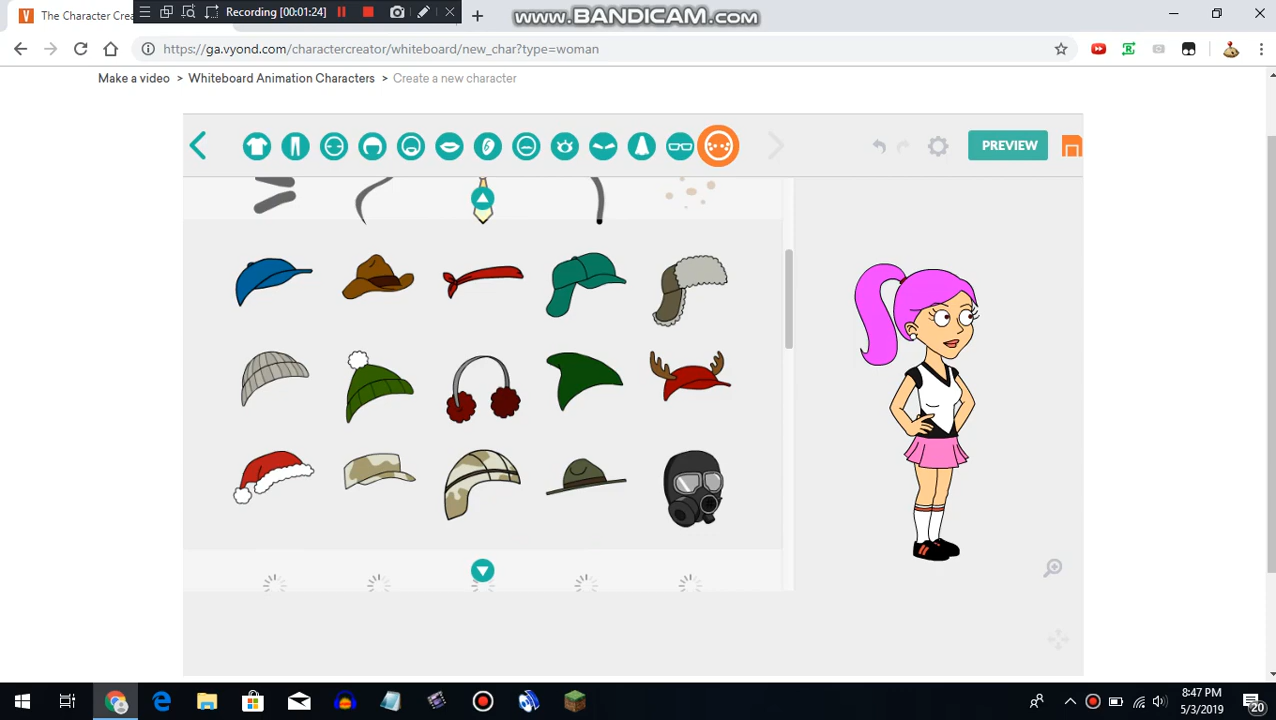 The Character Crea
Recording [00:01:24]
www.BANDICAM.com
https://ga.vyond.com/charactercreator/whiteboard/new_char?type=woman
Make a video > Whiteboard Animation Characters > Create a new character
PREVIEW
8:47 PM
5/3/2019
20